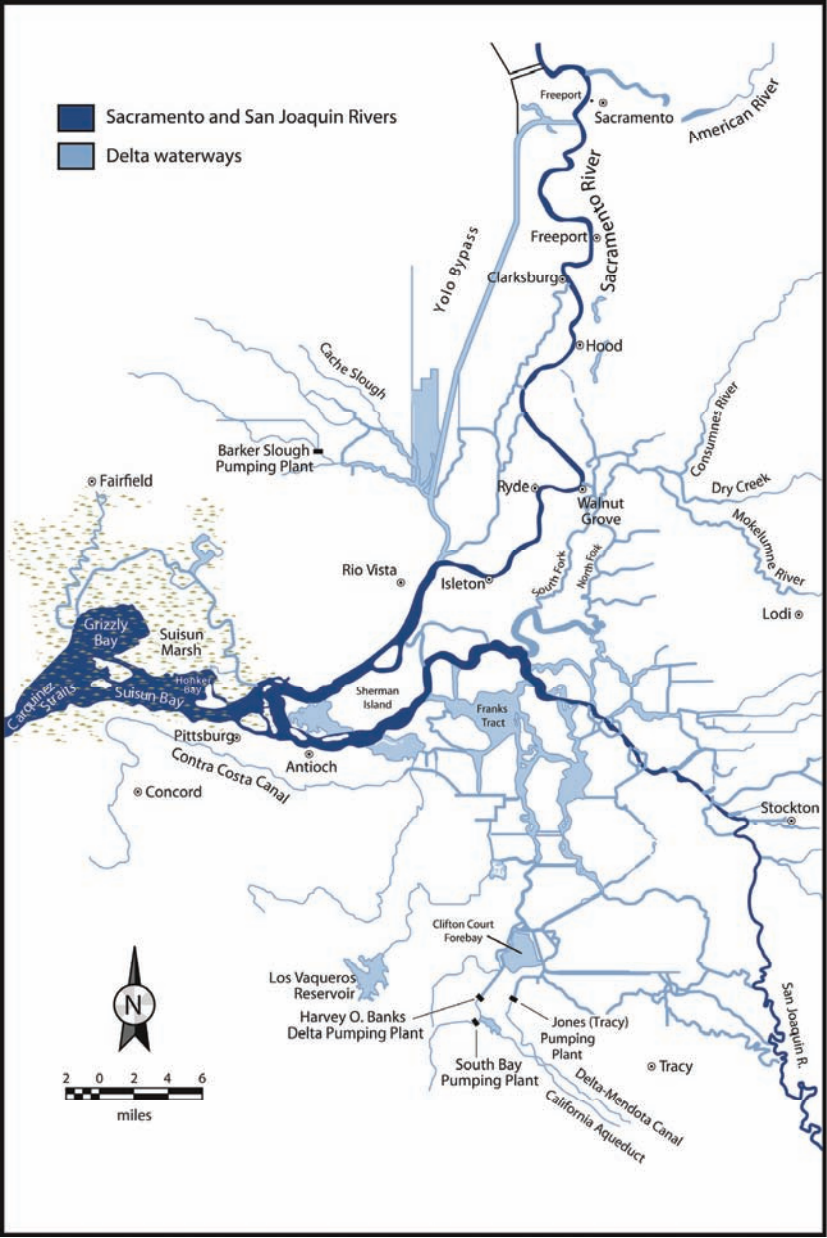 Sacramento and San Joaquin Rivers
Delta waterways
Freeport
Sacramento
American River
Sacramento River
Freeport
Yolo Bypass
Clarksburg
Hood
Cache Slough
Consumnes River
Barker Slough
Pumping Plant
Fairfield
Ryde
Walnut
Grove
Dry Creek
Mokelumne River
Rio Vista
Isleton
South Fork
North Fork
Lodi
Grizzly
Bay
Suisun
Marsh
Honker
Bay
Suisun Bay
Carquinez
Straits
Sherman
Island
Franks
Tract
Pittsburg
Antioch
Contra Costa Canal
Concord
Stockton
Clifton Court
Forebay
Los Vaqueros
Reservoir
Harvey O. Banks
Delta Pumping Plant
Jones (Tracy)
Pumping
Plant
South Bay
Pumping Plant
Tracy
San Joaquin R.
Delta-Mendota Canal
California Aqueduct
N
2 0 2 4 6
miles